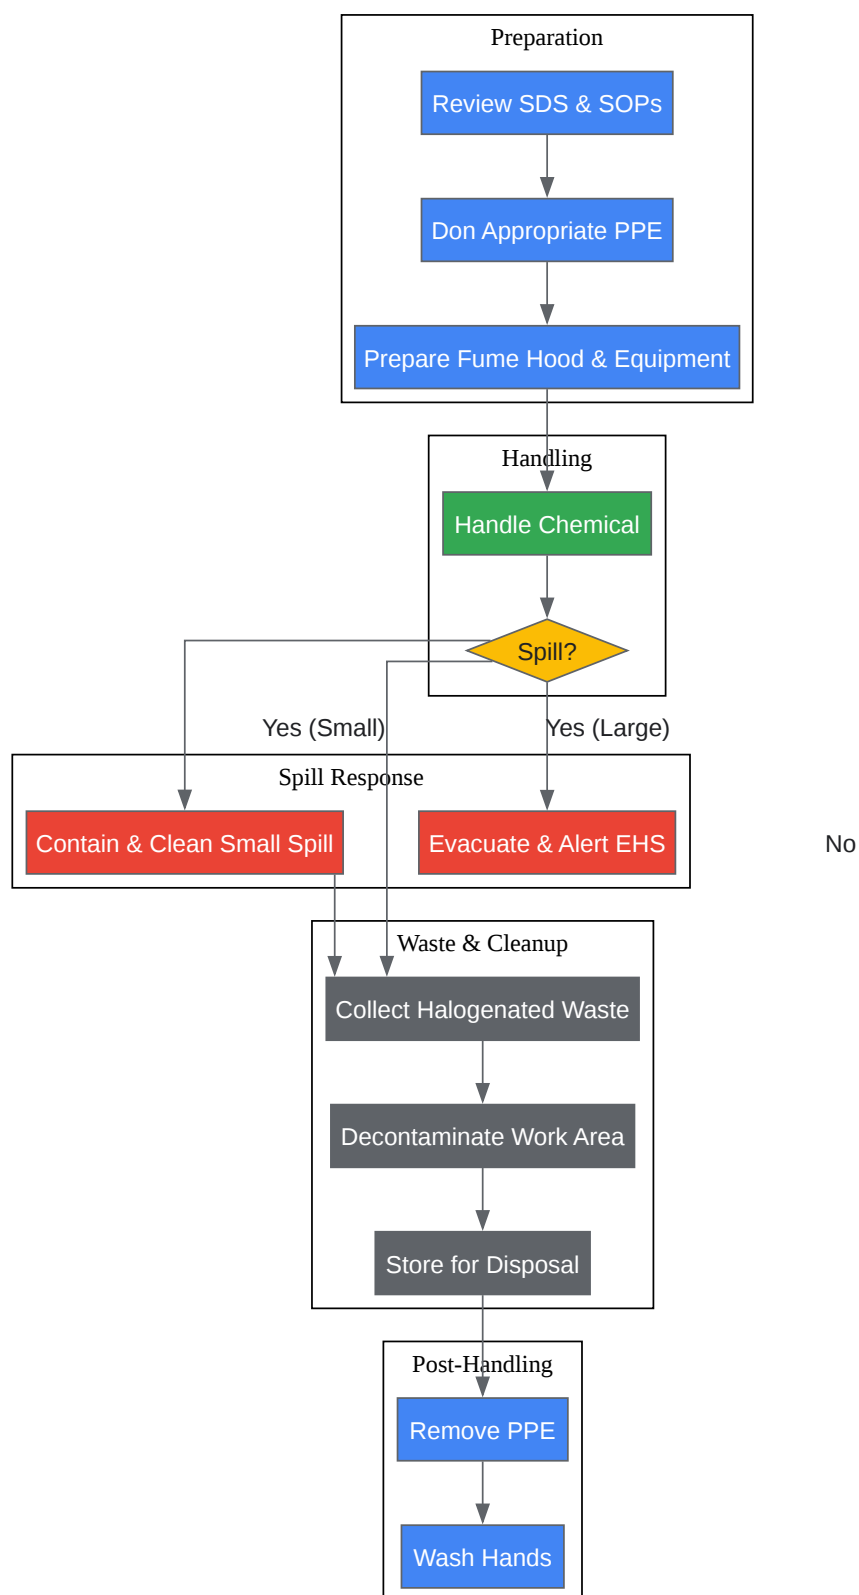 Preparation
Review SDS & SOPs
Don Appropriate PPE
Prepare Fume Hood & Equipment
Handling
Handle Chemical
Spill?
Yes (Small)
Yes (Large)
Spill Response
Contain & Clean Small Spill
Evacuate & Alert EHS
No
Waste & Cleanup
Collect Halogenated Waste
Decontaminate Work Area
Store for Disposal
Post-Handling
Remove PPE
Wash Hands